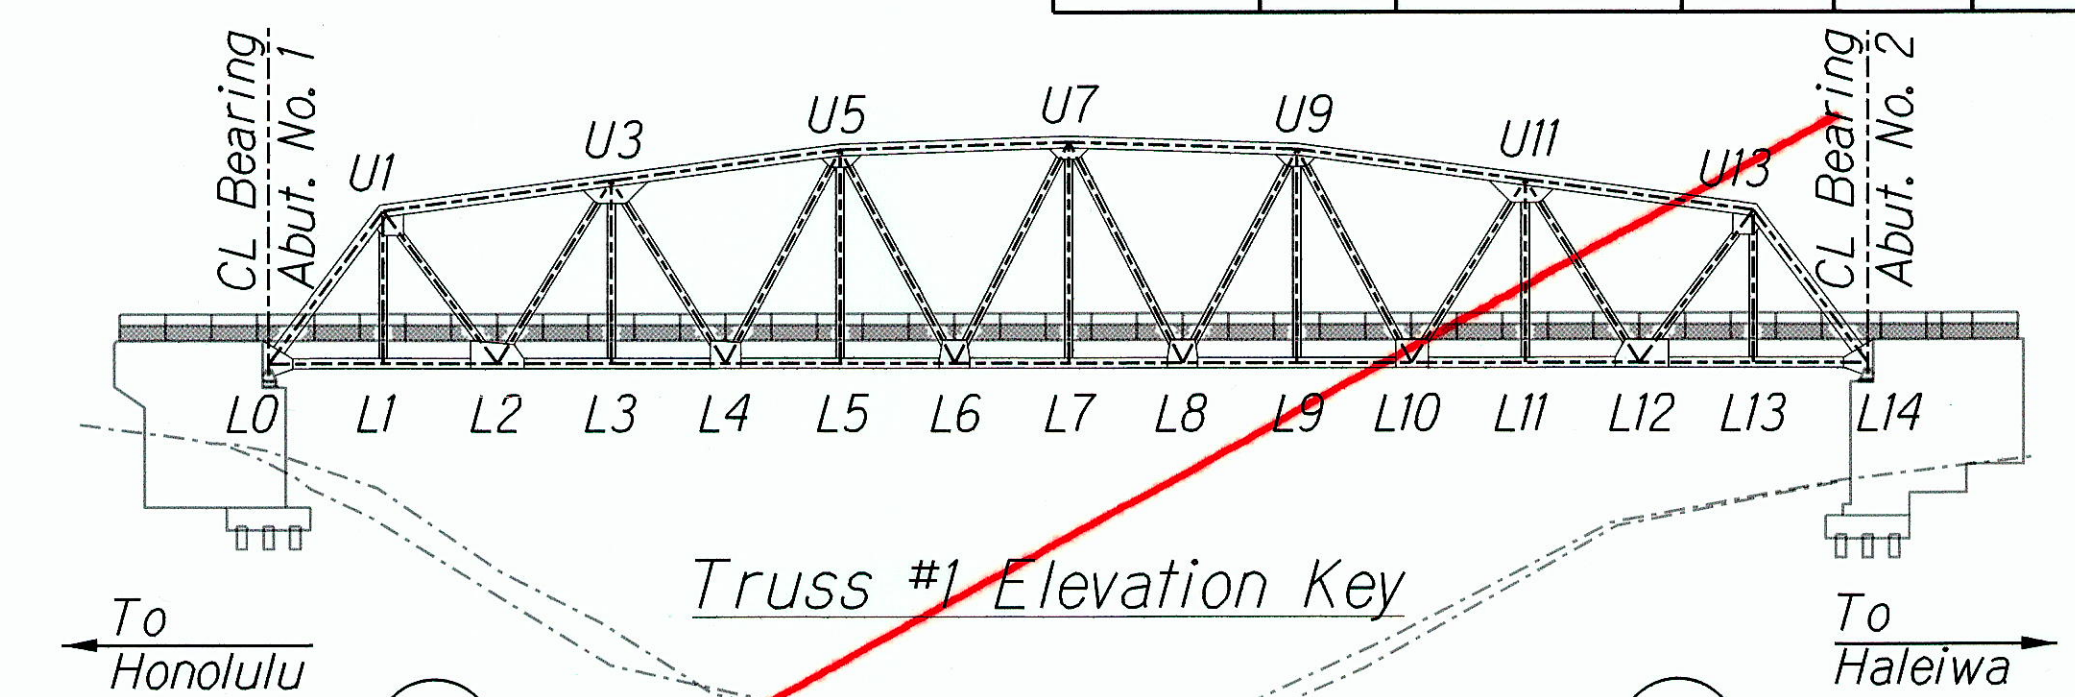 CL Bearing
Abut. No. 1
CL Bearing
Abut. No. 2
U1
U3
U5
U7
U9
U11
U13
L0
L1
L2
L3
L4
L5
L6
L7
L8
L9
L10
L11
L12
L13
L14
Truss #1 Elevation Key
To
Honolulu
To
Haleiwa